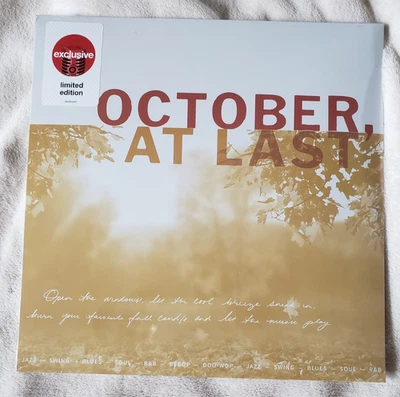 exclusive
limited
edition
OCTOBER,
AT LAST
Open the windows, let the cool breeze sneak in,
burn your favorite fall candle and let the music play
JAZZ — SWING — BLUES — SOUL — R&B — BEBOP — DOO-WOP — JAZZ — SWING — BLUES — SOUL — R&B